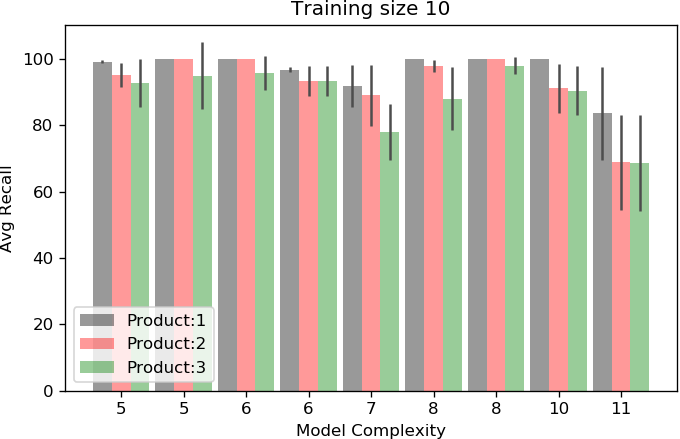 Training size 10
100
80
60
40
20
0
Avg Recall
Product:1
Product:2
Product:3
5 5 6 6 7 8 8 10 11
Model Complexity